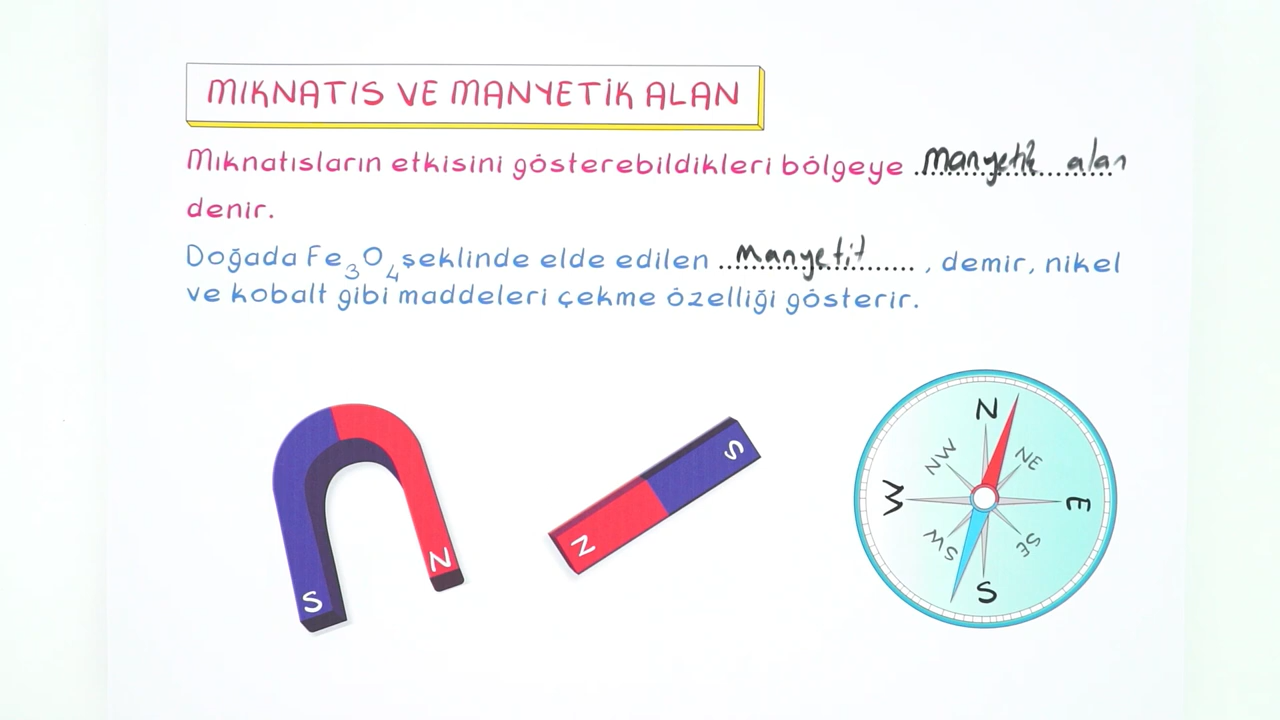 MIKNATIS VE MANYETİK ALAN
Mıknatısların etkisini gösterebildikleri bölgeye manyetik alan
denir.
Doğada Fe₃O₄ şeklinde elde edilen manyetit, demir, nikel
ve kobalt gibi maddeleri çekme özelliği gösterir.
S
N
N
S
N
NW
NE
W
E
SW
SE
S